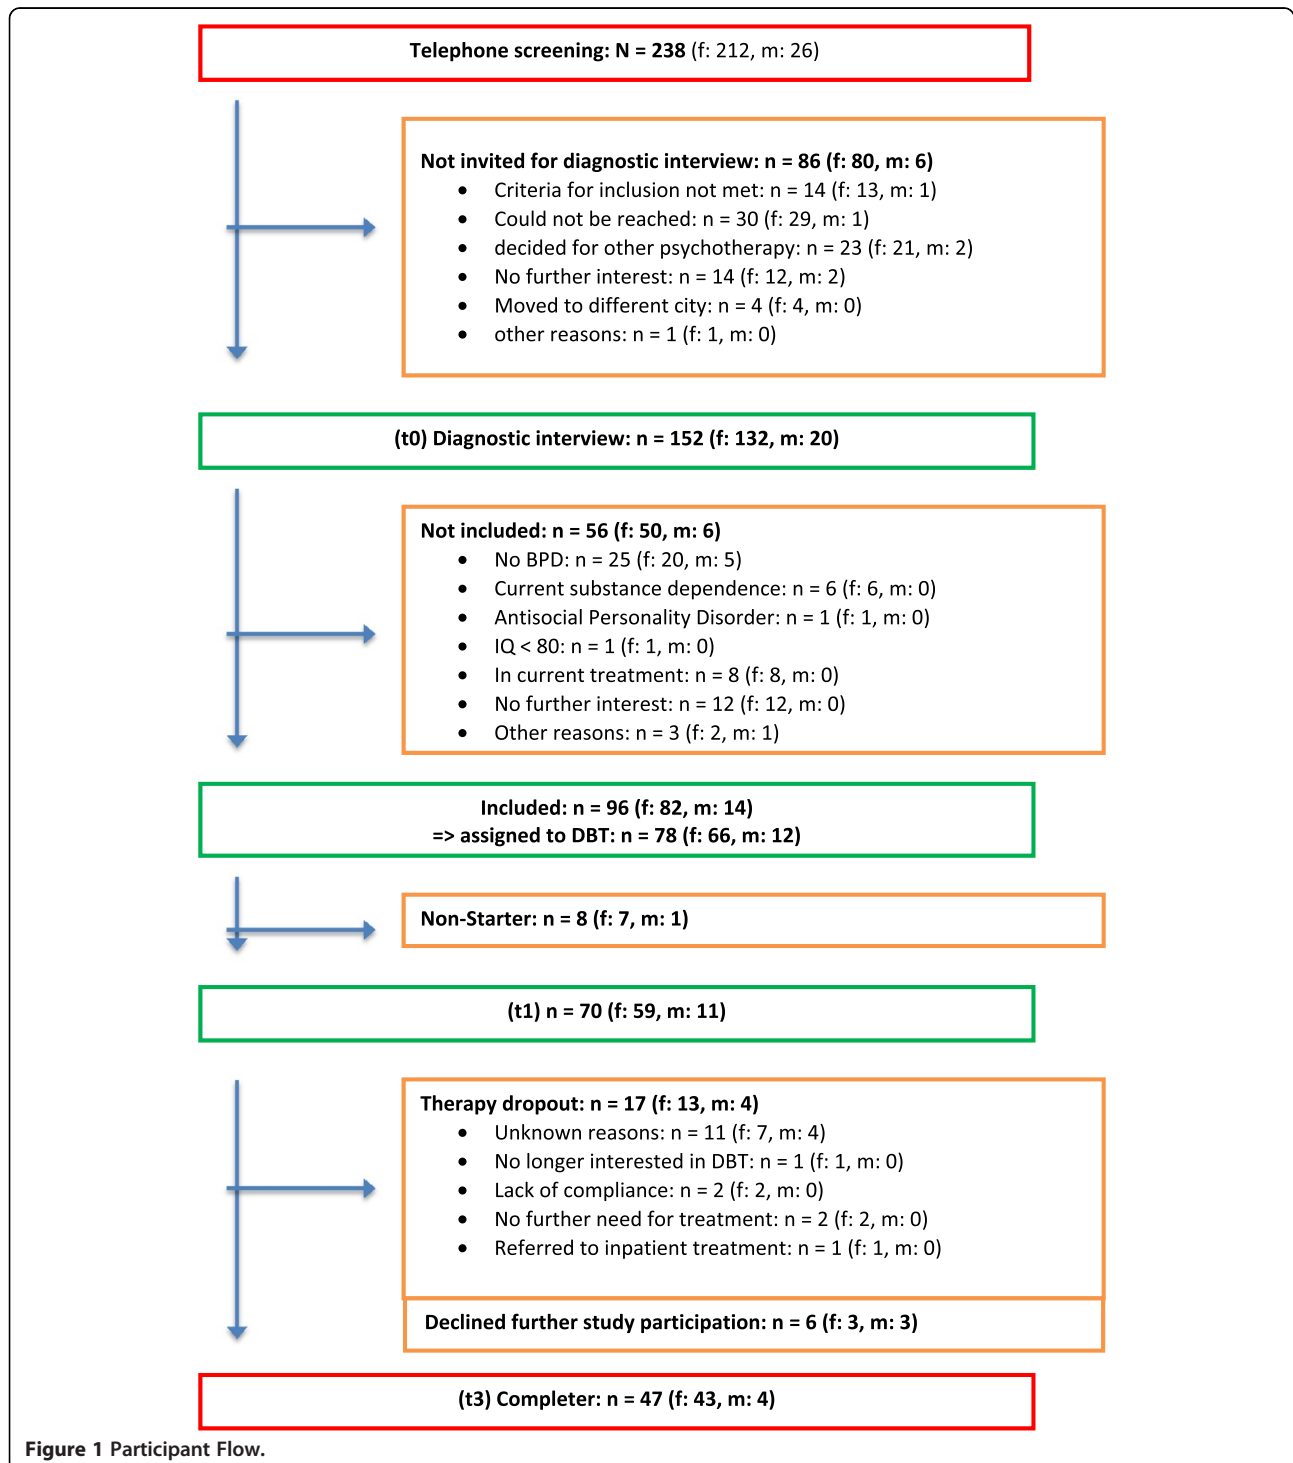 Telephone screening: N = 238 (f: 212, m: 26)
Not invited for diagnostic interview: n = 86 (f: 80, m: 6)
• Criteria for inclusion not met: n = 14 (f: 13, m: 1)
• Could not be reached: n = 30 (f: 29, m: 1)
• decided for other psychotherapy: n = 23 (f: 21, m: 2)
• No further interest: n = 14 (f: 12, m: 2)
• Moved to different city: n = 4 (f: 4, m: 0)
• other reasons: n = 1 (f: 1, m: 0)
(t0) Diagnostic interview: n = 152 (f: 132, m: 20)
Not included: n = 56 (f: 50, m: 6)
• No BPD: n = 25 (f: 20, m: 5)
• Current substance dependence: n = 6 (f: 6, m: 0)
• Antisocial Personality Disorder: n = 1 (f: 1, m: 0)
• IQ < 80: n = 1 (f: 1, m: 0)
• In current treatment: n = 8 (f: 8, m: 0)
• No further interest: n = 12 (f: 12, m: 0)
• Other reasons: n = 3 (f: 2, m: 1)
Included: n = 96 (f: 82, m: 14)
=> assigned to DBT: n = 78 (f: 66, m: 12)
Non-Starter: n = 8 (f: 7, m: 1)
(t1) n = 70 (f: 59, m: 11)
Therapy dropout: n = 17 (f: 13, m: 4)
• Unknown reasons: n = 11 (f: 7, m: 4)
• No longer interested in DBT: n = 1 (f: 1, m: 0)
• Lack of compliance: n = 2 (f: 2, m: 0)
• No further need for treatment: n = 2 (f: 2, m: 0)
• Referred to inpatient treatment: n = 1 (f: 1, m: 0)
Declined further study participation: n = 6 (f: 3, m: 3)
(t3) Completer: n = 47 (f: 43, m: 4)
Figure 1 Participant Flow.